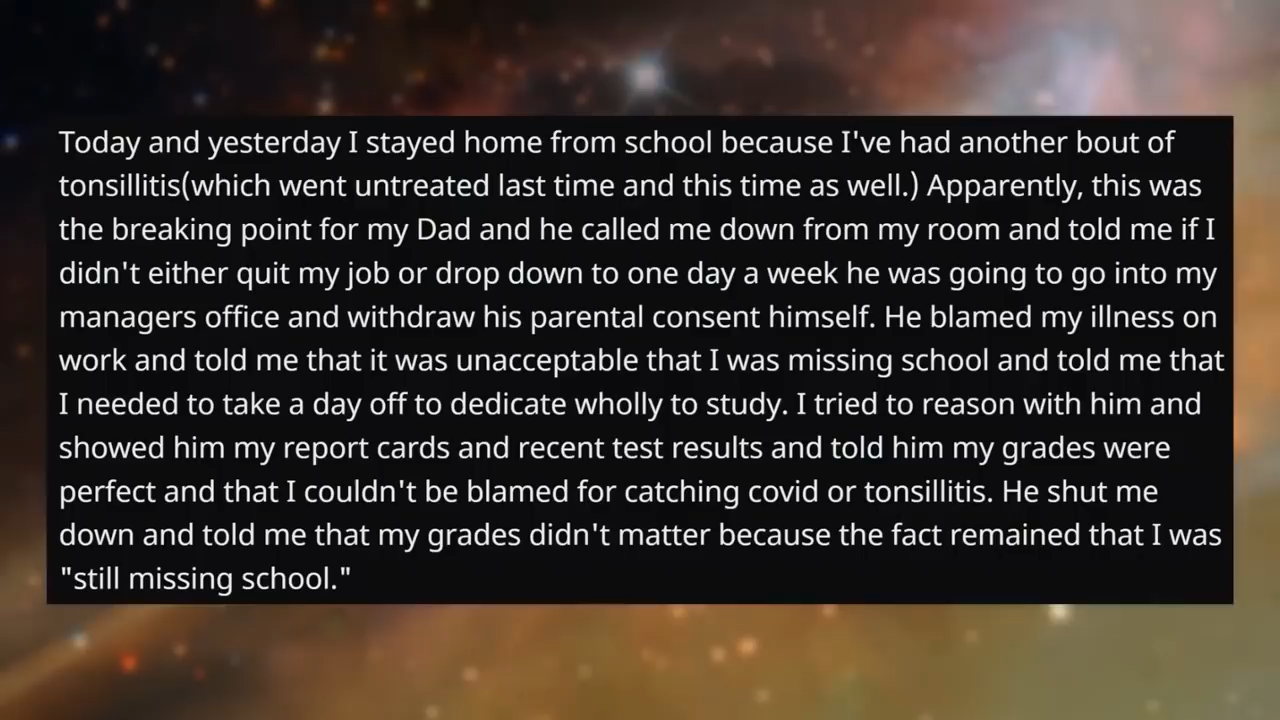 Today and yesterday I stayed home from school because I've had another bout of
tonsillitis(which went untreated last time and this time as well.) Apparently, this was
the breaking point for my Dad and he called me down from my room and told me if I
didn't either quit my job or drop down to one day a week he was going to go into my
managers office and withdraw his parental consent himself. He blamed my illness on
work and told me that it was unacceptable that I was missing school and told me that
I needed to take a day off to dedicate wholly to study. I tried to reason with him and
showed him my report cards and recent test results and told him my grades were
perfect and that I couldn't be blamed for catching covid or tonsillitis. He shut me
down and told me that my grades didn't matter because the fact remained that I was
"still missing school."